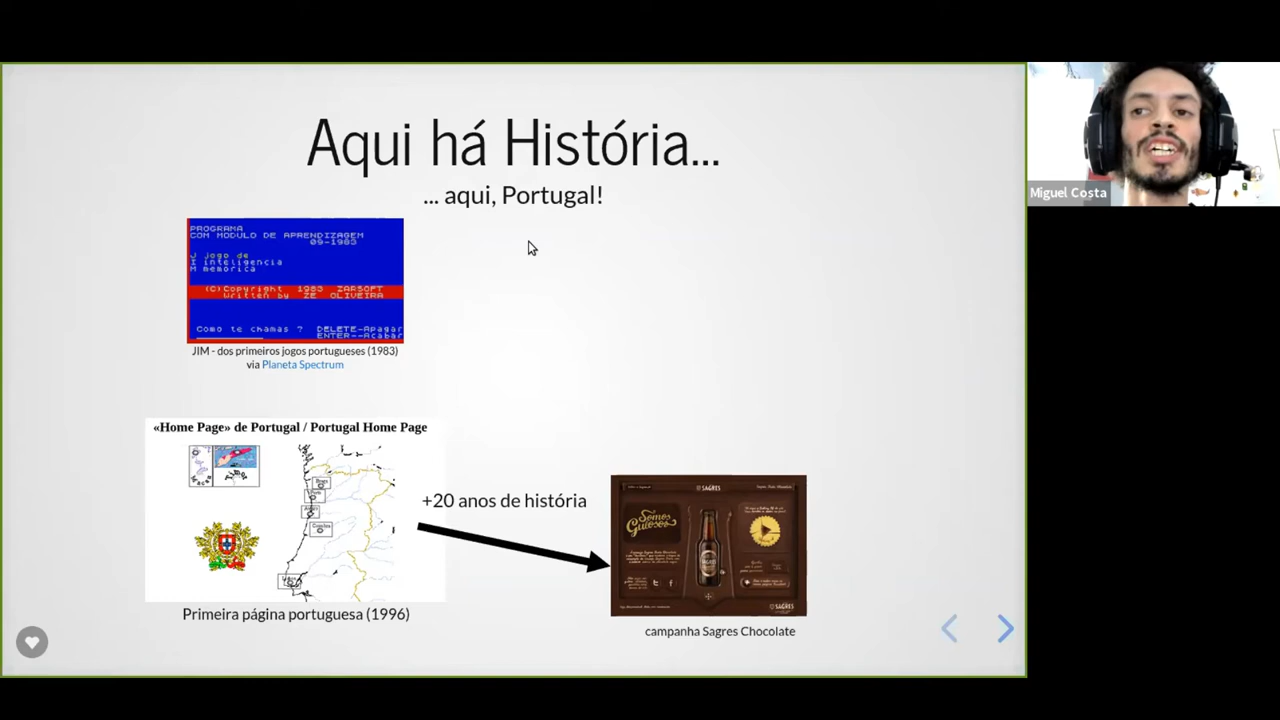 Aqui há História...
... aqui, Portugal!
PROGRAMA
COM MODULO DE APRENDIZAGEM
09-1983
J jogo de
I inteligencia
M memorica
(C)Copyright 1983 ZARSOFT
Written by ZE OLIVEIRA
Como te chamas ? DELETE-Apagar
ENTER--Acabar
JIM - dos primeiros jogos portugueses (1983)
via Planeta Spectrum
«Home Page» de Portugal / Portugal Home Page
+20 anos de história
SAGRES
Somos
Gulosos
SAGRES
Primeira página portuguesa (1996)
campanha Sagres Chocolate
Miguel Costa